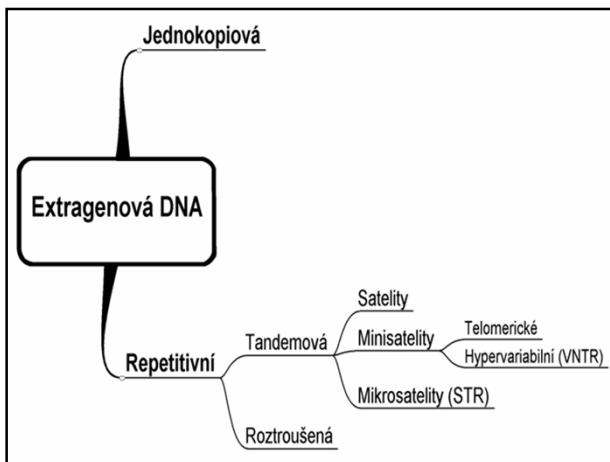 Jednokopiová
Extragenová DNA
Satelity
Telomerické
Tandemová
Minisatelity
Hypervariabilní (VNTR)
Repetitivní
Mikrosatelity (STR)
Roztroušená